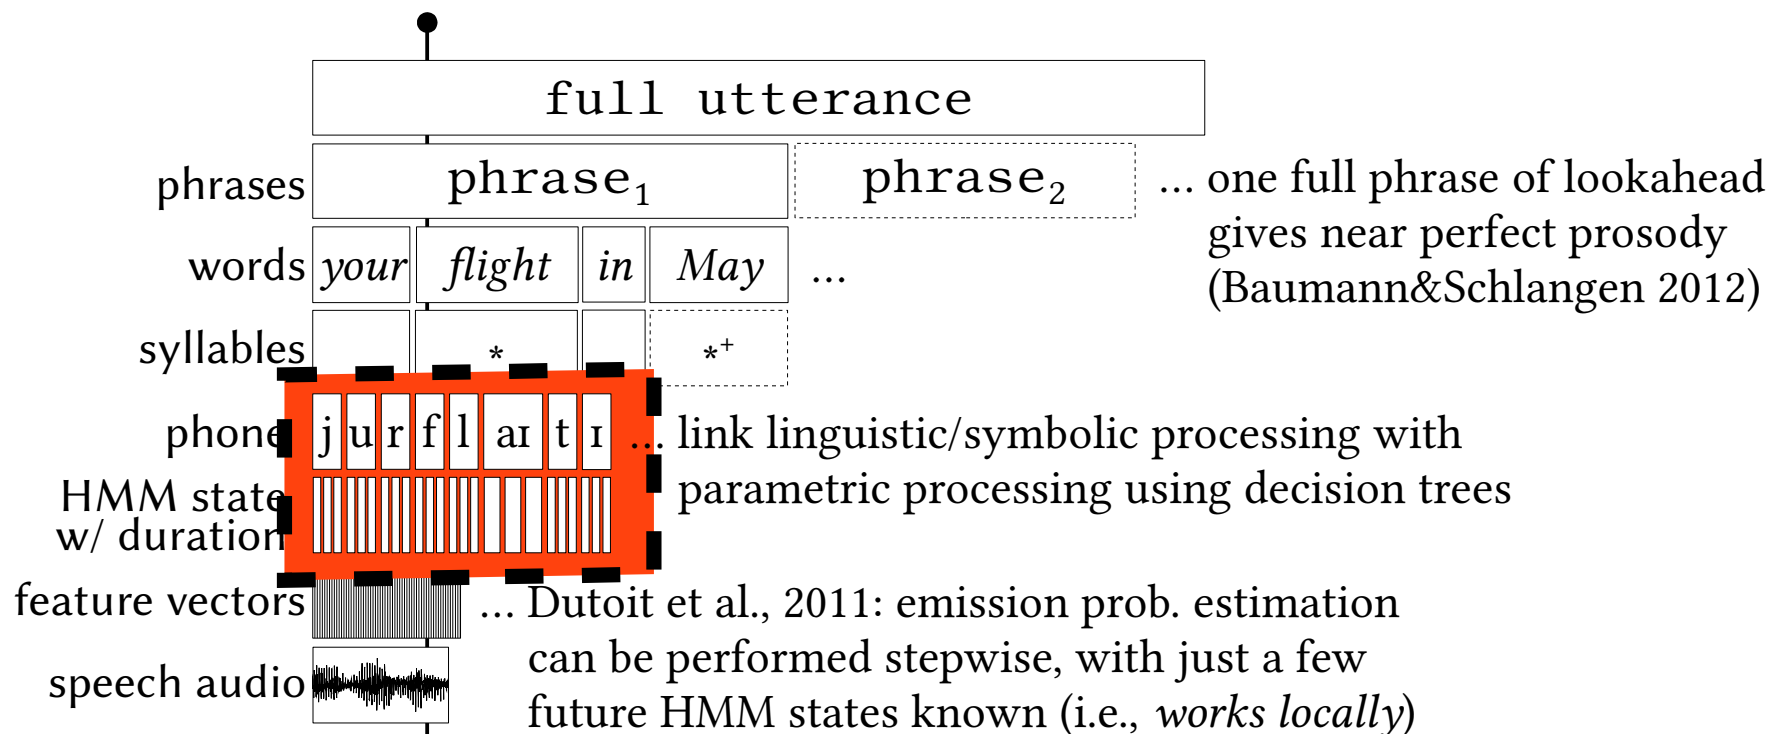 full utterance
phrases phrase₁ phrase₂ ... one full phrase of lookahead
gives near perfect prosody
words your flight in May ...
(Baumann&Schlangen 2012)
syllables * *⁺
phone j u r f l aɪ t ɪ ... link linguistic/symbolic processing with
HMM state
parametric processing using decision trees
w/ duration
feature vectors ... Dutoit et al., 2011: emission prob. estimation
can be performed stepwise, with just a few
speech audio
future HMM states known (i.e., works locally)